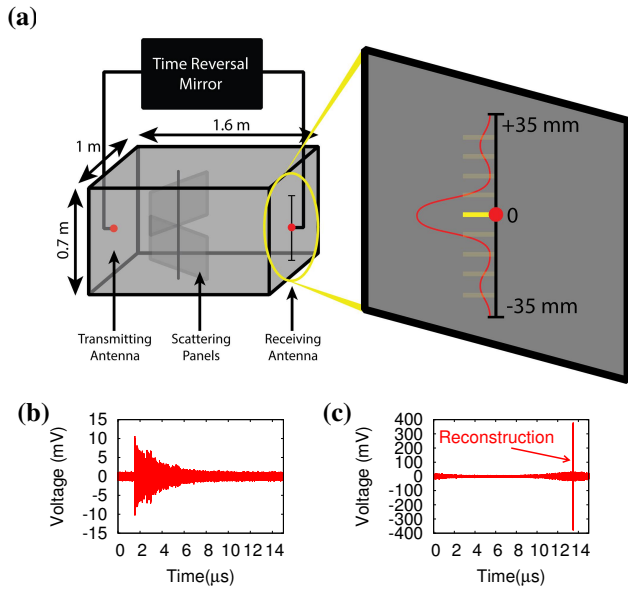 (a)
Time Reversal
Mirror
1.6 m
1 m
0.7 m
+35 mm
0
-35 mm
Transmitting
Antenna
Scattering
Panels
Receiving
Antenna
(b)
15
10
5
0
-5
-10
-15
Voltage (mV)
0 2 4 6 8 10 12 14
Time(μs)
(c)
400
300
200
100
0
-100
-200
-300
-400
Voltage (mV)
Reconstruction
0 2 4 6 8 10 12 14
Time(μs)